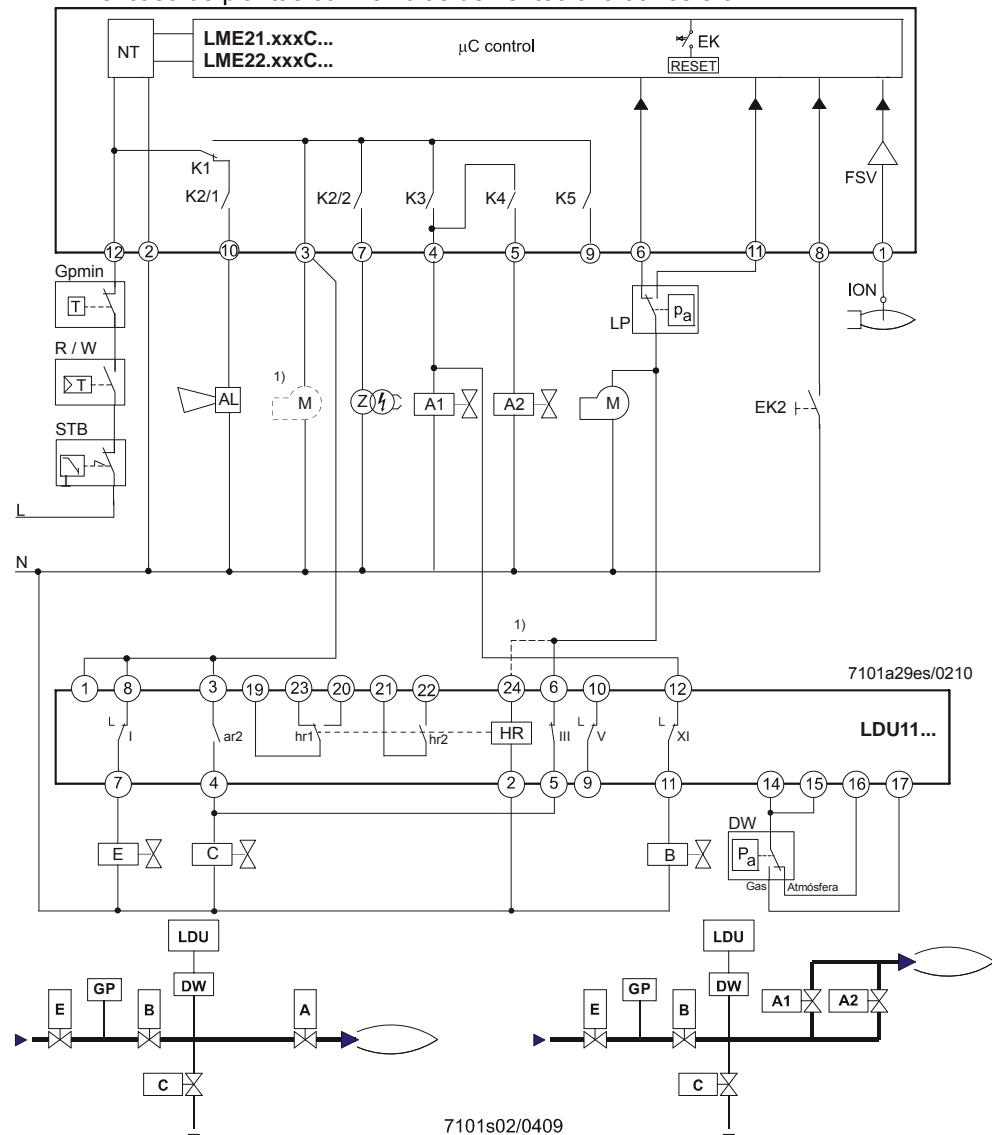 LME21.xxxC...
LME22.xxxC...
NT
µC control
EK
RESET
FSV
K1
K2/1
K2/2
K3
K4
K5
12 2 10 3 7 4 5 9 6 11 8 1
Gpmin
T
R / W
T
STB
L
AL
1)
M
Z
A1
A2
LP
pa
M
ION
EK2
N
1)
7101a29es/0210
1 8 3 19 23 20 21 22 24 6 10 12
LDU11...
I
ar2
hr1
hr2
HR
III
V
XI
7 4 2 5 9 11 14 15 16 17
E
C
B
DW
Pa
Gas
Atmósfera
LDU
DW
GP
E
B
A
C
LDU
DW
GP
E
B
A1
A2
C
7101s02/0409